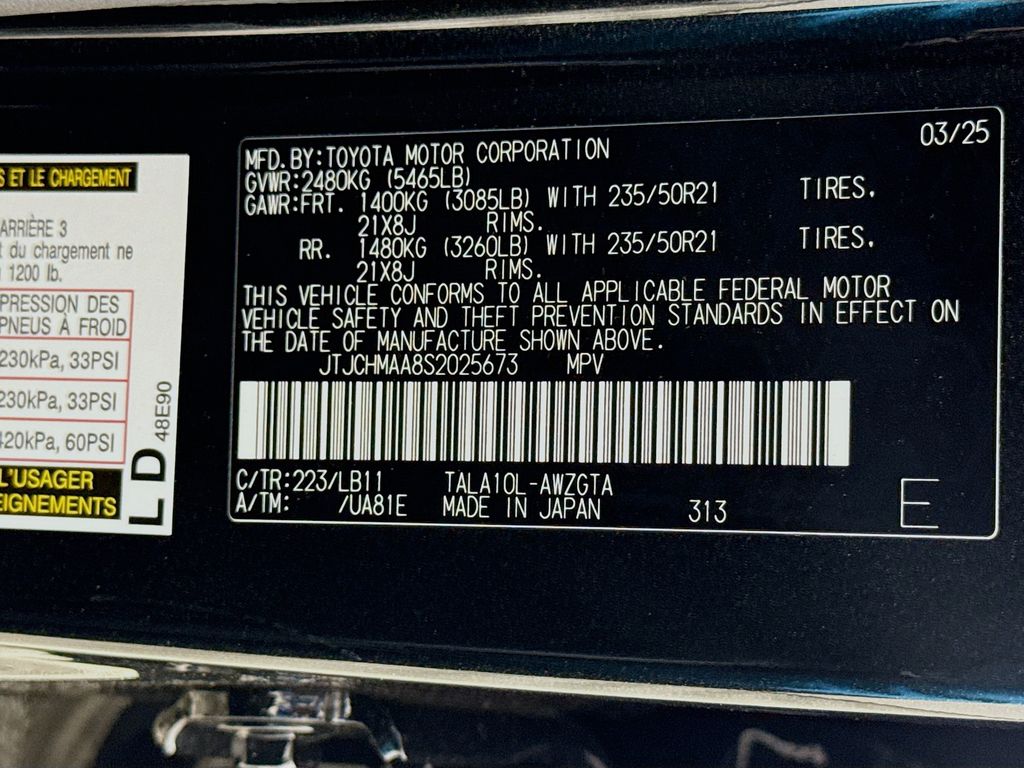 S ET LE CHARGEMENT
ARRIÈRE 3
t du chargement ne
1200 lb.
PRESSION DES
PNEUS À FROID
230kPa, 33PSI
230kPa, 33PSI
420kPa, 60PSI
L'USAGER
EIGNEMENTS
LD 48E90
03/25
MFD.BY:TOYOTA MOTOR CORPORATION
GVWR:2480KG (5465LB)
GAWR:FRT. 1400KG (3085LB) WITH 235/50R21 TIRES.
21X8J RIMS.
RR. 1480KG (3260LB) WITH 235/50R21 TIRES.
21X8J RIMS.
THIS VEHICLE CONFORMS TO ALL APPLICABLE FEDERAL MOTOR
VEHICLE SAFETY AND THEFT PREVENTION STANDARDS IN EFFECT ON
THE DATE OF MANUFACTURE SHOWN ABOVE.
JTJCHMAA8S2025673 MPV
C/TR:223/LB11 TALA10L-AWZGTA
A/TM: /UA81E MADE IN JAPAN 313 E